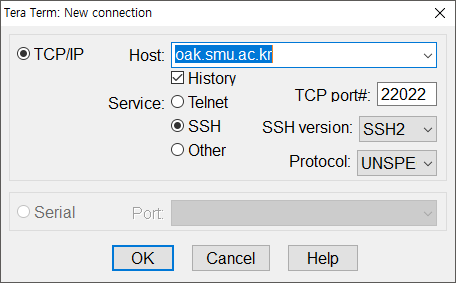 Tera Term: New connection
TCP/IP Host: oak.smu.ac.kr
History
Service: Telnet TCP port#: 22022
SSH SSH version: SSH2
Other Protocol: UNSPE
Serial Port:
OK Cancel Help